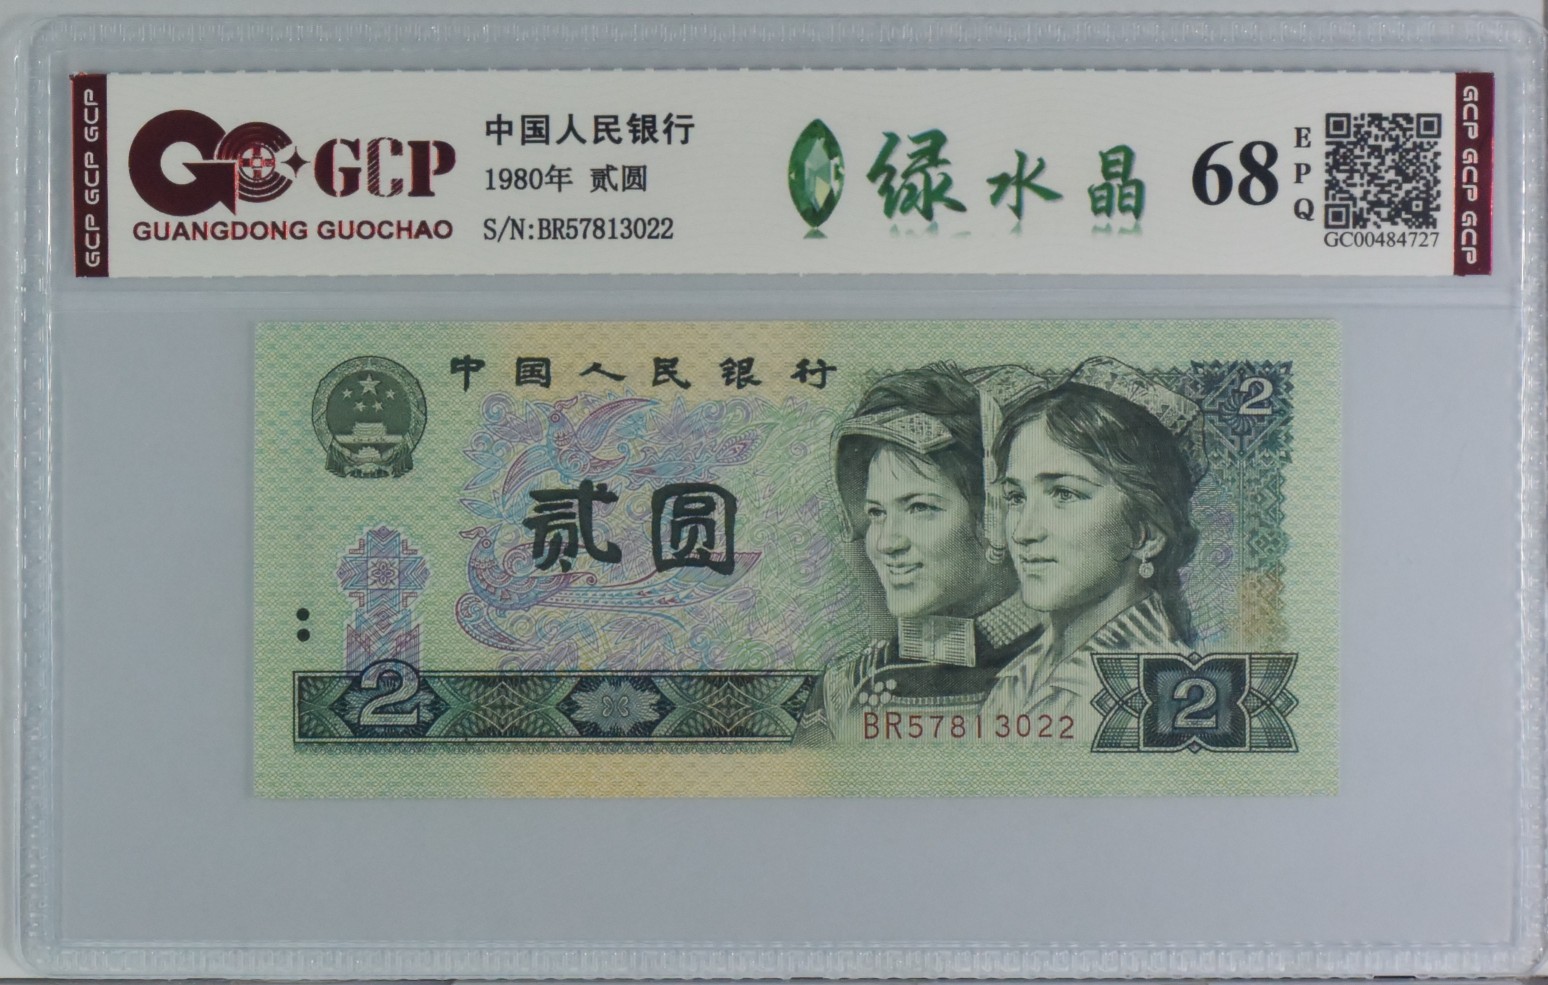 GCP GCP GCP
GCP
GUANGDONG GUOCHAO
中国人民银行
1980年 贰圆
S/N:BR57813022
绿水晶
68
EPQ
GC00484727
GCP GCP GCP
中国人民银行
2
贰圆
2
BR57813022
2